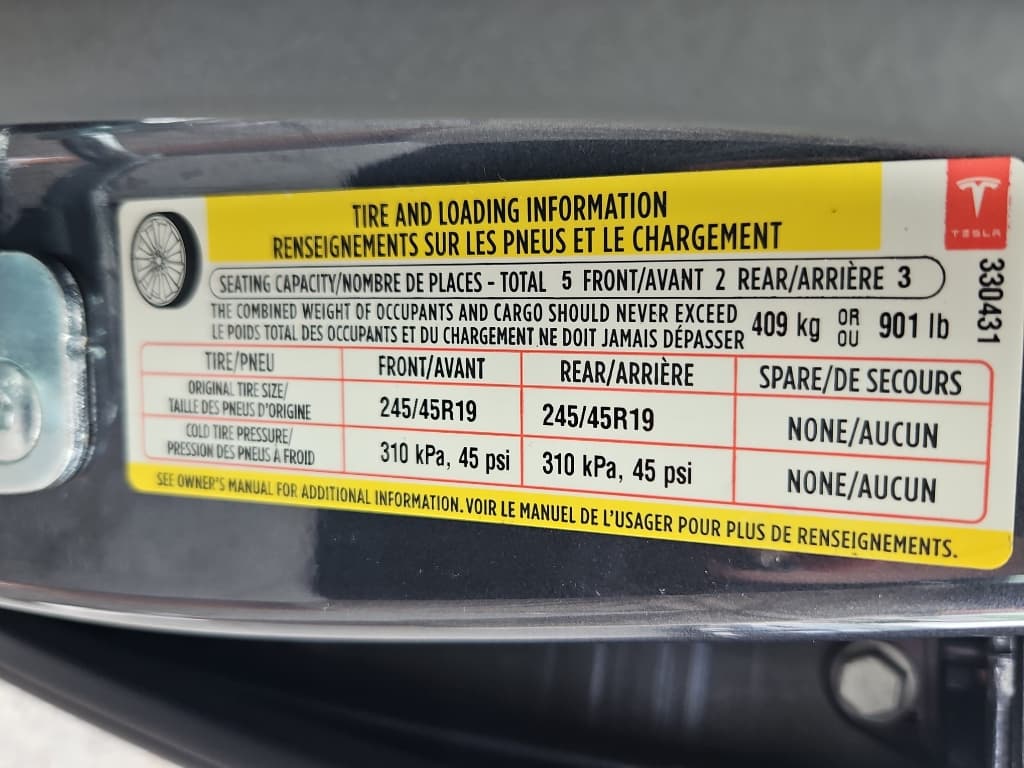 TIRE AND LOADING INFORMATION
RENSEIGNEMENTS SUR LES PNEUS ET LE CHARGEMENT
TESLA
SEATING CAPACITY/NOMBRE DE PLACES - TOTAL 5 FRONT/AVANT 2 REAR/ARRIÈRE 3
THE COMBINED WEIGHT OF OCCUPANTS AND CARGO SHOULD NEVER EXCEED
LE POIDS TOTAL DES OCCUPANTS ET DU CHARGEMENT NE DOIT JAMAIS DÉPASSER
409 kg OR OU 901 lb
330431
TIRE/PNEU FRONT/AVANT REAR/ARRIÈRE SPARE/DE SECOURS
ORIGINAL TIRE SIZE/
TAILLE DES PNEUS D'ORIGINE
245/45R19 245/45R19 NONE/AUCUN
COLD TIRE PRESSURE/
PRESSION DES PNEUS À FROID
310 kPa, 45 psi 310 kPa, 45 psi NONE/AUCUN
SEE OWNER'S MANUAL FOR ADDITIONAL INFORMATION. VOIR LE MANUEL DE L'USAGER POUR PLUS DE RENSEIGNEMENTS.